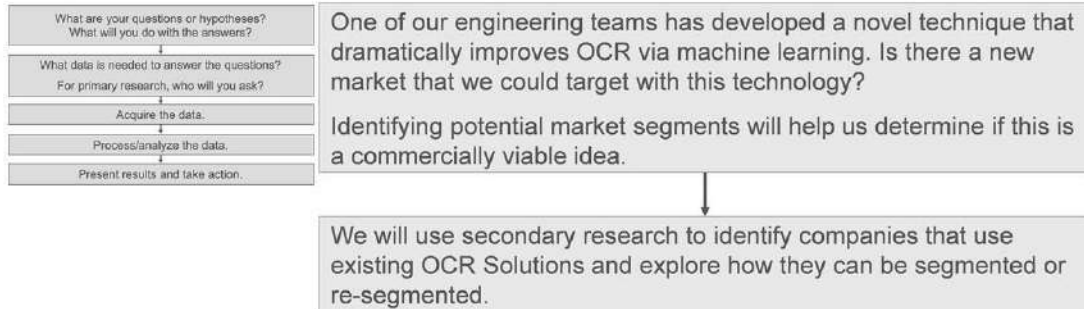 What are your questions or hypotheses?
What will you do with the answers?
What data is needed to answer the questions?
For primary research, who will you ask?
Acquire the data.
Process/analyze the data.
Present results and take action.
One of our engineering teams has developed a novel technique that
dramatically improves OCR via machine learning. Is there a new
market that we could target with this technology?
Identifying potential market segments will help us determine if this is
a commercially viable idea.
We will use secondary research to identify companies that use
existing OCR Solutions and explore how they can be segmented or
re-segmented.